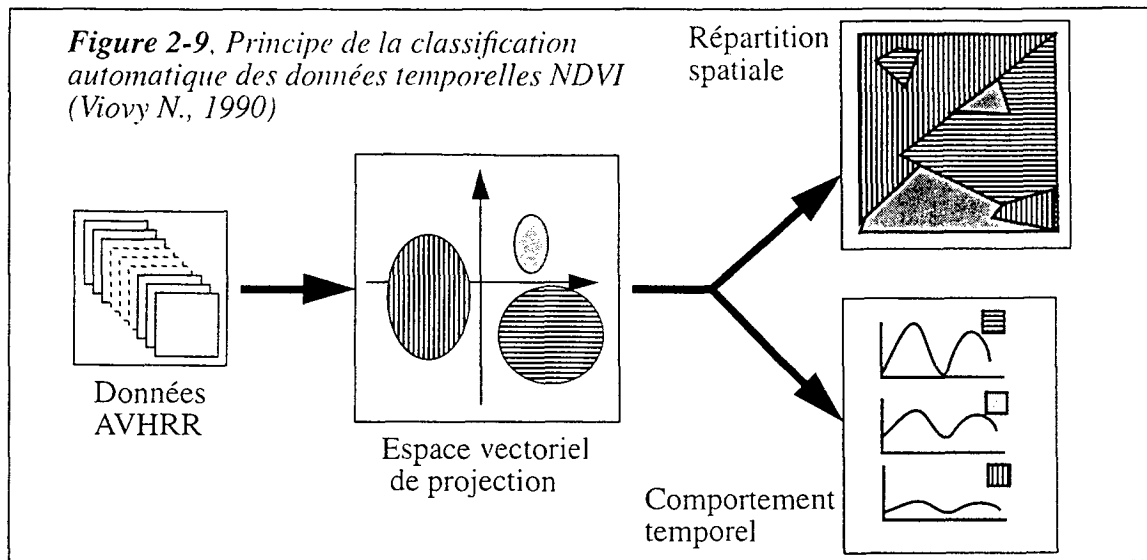 Figure 2-9, Principe de la classification
automatique des données temporelles NDVI
(Viovy N., 1990)
Répartition
spatiale
Données
AVHRR
Espace vectoriel
de projection
Comportement
temporel